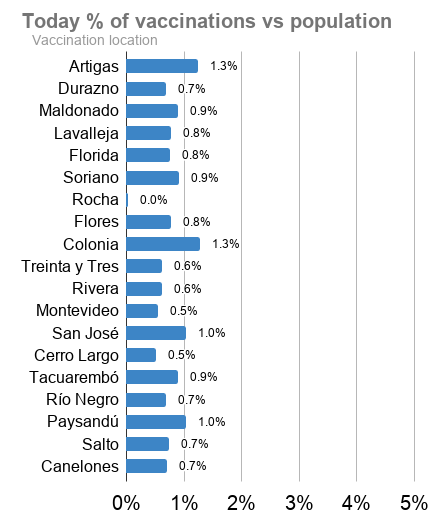 Today % of vaccinations vs population
Vaccination location
Artigas 1.3%
Durazno 0.7%
Maldonado 0.9%
Lavalleja 0.8%
Florida 0.8%
Soriano 0.9%
Rocha 0.0%
Flores 0.8%
Colonia 1.3%
Treinta y Tres 0.6%
Rivera 0.6%
Montevideo 0.5%
San José 1.0%
Cerro Largo 0.5%
Tacuarembó 0.9%
Río Negro 0.7%
Paysandú 1.0%
Salto 0.7%
Canelones 0.7%
0% 1% 2% 3% 4% 5%